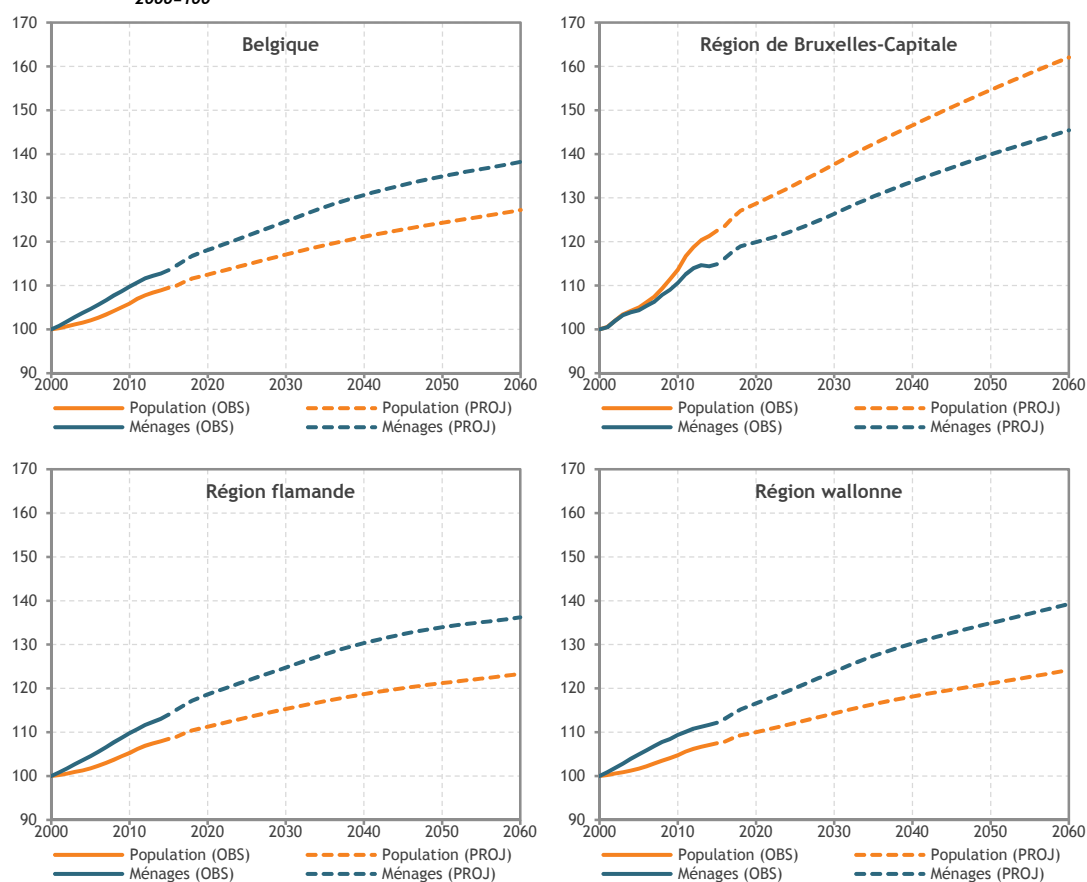 2000=100
Belgique
170
160
150
140
130
120
110
100
90
2000 2010 2020 2030 2040 2050 2060
Population (OBS) Population (PROJ)
Ménages (OBS) Ménages (PROJ)
Région de Bruxelles-Capitale
170
160
150
140
130
120
110
100
90
2000 2010 2020 2030 2040 2050 2060
Population (OBS) Population (PROJ)
Ménages (OBS) Ménages (PROJ)
Région flamande
170
160
150
140
130
120
110
100
90
2000 2010 2020 2030 2040 2050 2060
Population (OBS) Population (PROJ)
Ménages (OBS) Ménages (PROJ)
Région wallonne
170
160
150
140
130
120
110
100
90
2000 2010 2020 2030 2040 2050 2060
Population (OBS) Population (PROJ)
Ménages (OBS) Ménages (PROJ)